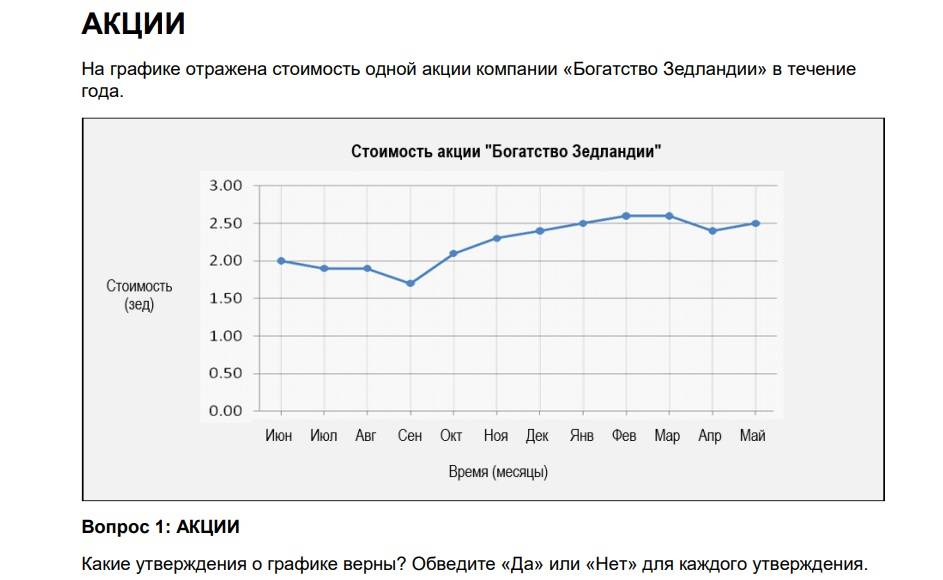 АКЦИИ
На графике отражена стоимость одной акции компании «Богатство Зедландии» в течение
года.
Стоимость акции "Богатство Зедландии"
3.00
2.50
2.00
1.50
1.00
0.50
0.00
Стоимость
(зед)
Июн Июл Авг Сен Окт Ноя Дек Янв Фев Мар Апр Май
Время (месяцы)
Вопрос 1: АКЦИИ
Какие утверждения о графике верны? Обведите «Да» или «Нет» для каждого утверждения.